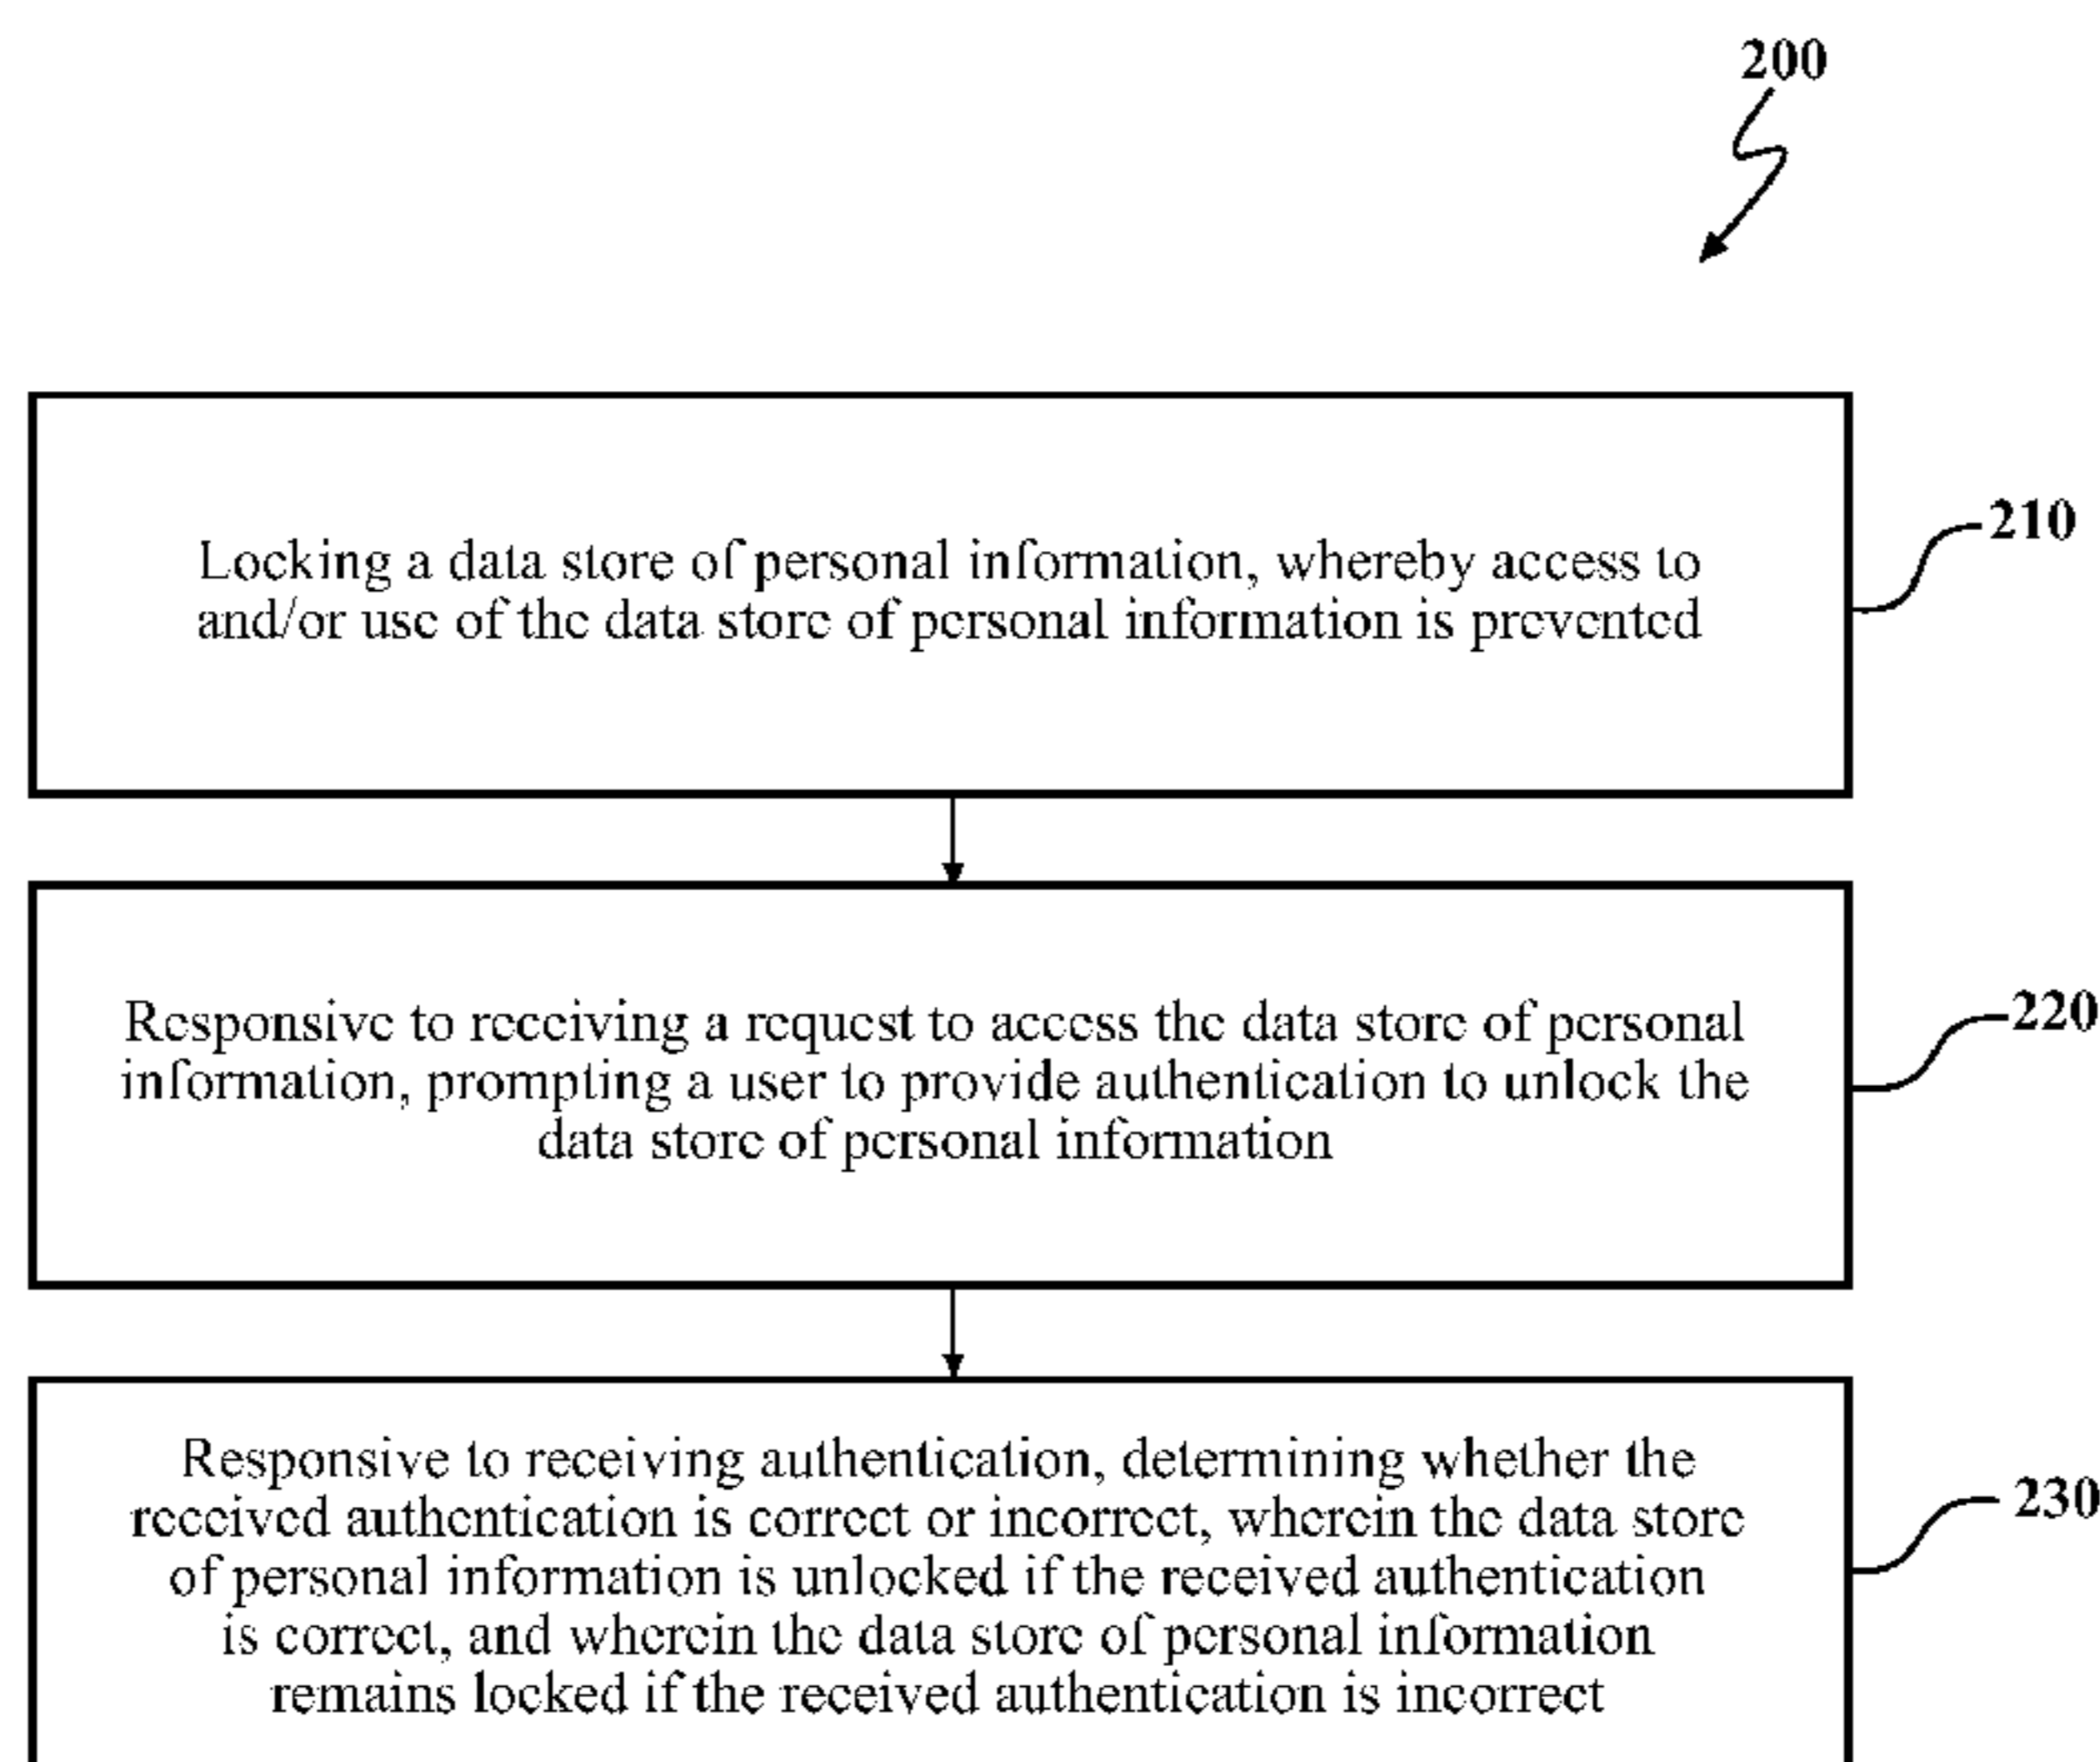 200
Locking a data store of personal information, whereby access to
and/or use of the data store of personal information is prevented
210
Responsive to receiving a request to access the data store of personal
information, prompting a user to provide authentication to unlock the
data store of personal information
220
Responsive to receiving authentication, determining whether the
received authentication is correct or incorrect, wherein the data store
of personal information is unlocked if the received authentication
is correct, and wherein the data store of personal information
remains locked if the received authentication is incorrect
230